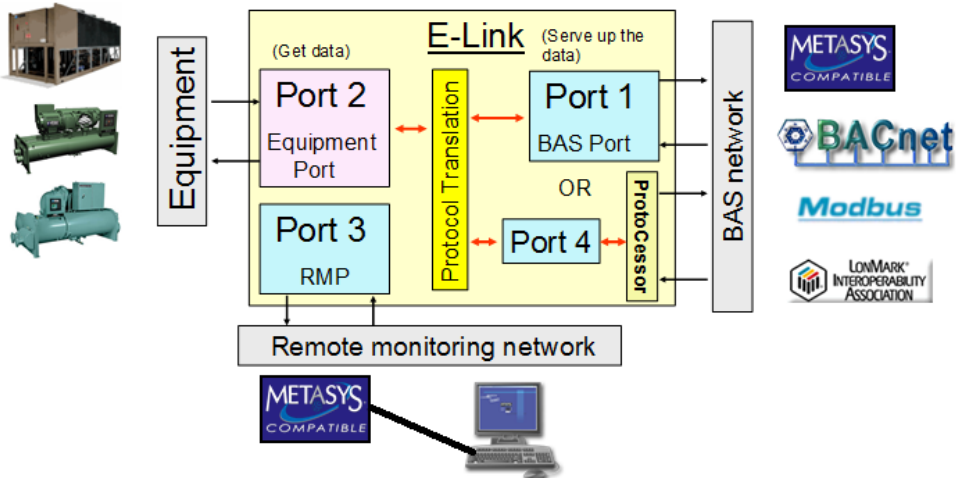 E-Link
(Get data)
(Serve up the
data)
Equipment
Port 2
Equipment
Port
Protocol Translation
Port 1
BAS Port
OR
Port 3
RMP
Port 4
ProtoCessor
BAS network
Remote monitoring network
METASYS
COMPATIBLE
BACnet
Modbus
LONMARK®
INTEROPERABILITY
ASSOCIATION
METASYS
COMPATIBLE